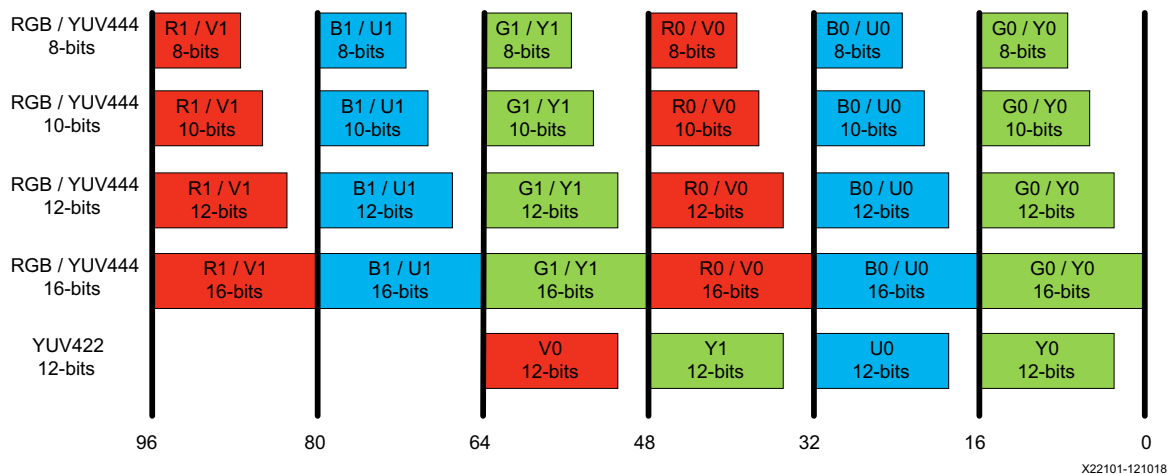 RGB / YUV444
8-bits
R1 / V1
8-bits
B1 / U1
8-bits
G1 / Y1
8-bits
R0 / V0
8-bits
B0 / U0
8-bits
G0 / Y0
8-bits
RGB / YUV444
10-bits
R1 / V1
10-bits
B1 / U1
10-bits
G1 / Y1
10-bits
R0 / V0
10-bits
B0 / U0
10-bits
G0 / Y0
10-bits
RGB / YUV444
12-bits
R1 / V1
12-bits
B1 / U1
12-bits
G1 / Y1
12-bits
R0 / V0
12-bits
B0 / U0
12-bits
G0 / Y0
12-bits
RGB / YUV444
16-bits
R1 / V1
16-bits
B1 / U1
16-bits
G1 / Y1
16-bits
R0 / V0
16-bits
B0 / U0
16-bits
G0 / Y0
16-bits
YUV422
12-bits
V0
12-bits
Y1
12-bits
U0
12-bits
Y0
12-bits
96 80 64 48 32 16 0
X22101-121018